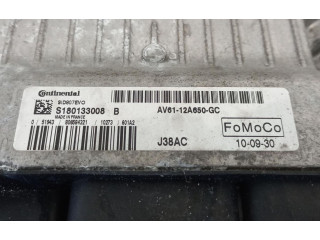 Continental
SID807EVO
S180133008 B
MADE IN FRANCE
AV61-12A650-GC
FoMoCo
J38AC
10-09-30